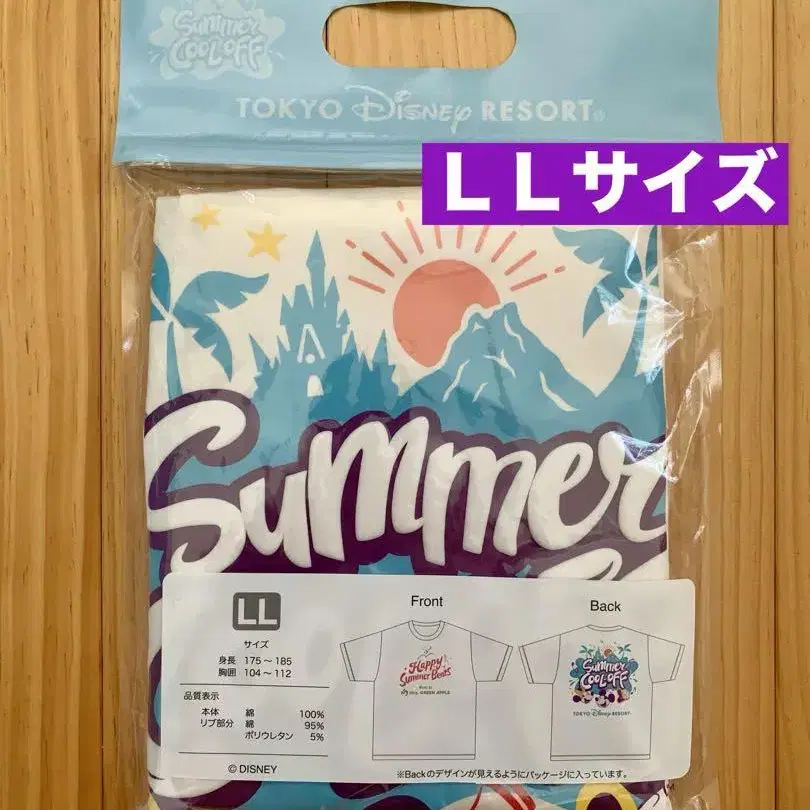 Summer
COOL OFF
TOKYO Disney RESORT®
LLサイズ
Summer
LL
サイズ
身長 175～185
胸囲 104～112
品質表示
本体 綿 100%
リブ部分 綿 95%
ポリウレタン 5%
© DISNEY
Front
Happy
Summer Beats
Mrs. GREEN APPLE
Back
Summer
COOL OFF
TOKYO Disney RESORT
※Backのデザインが見えるようにパッケージに入っています。